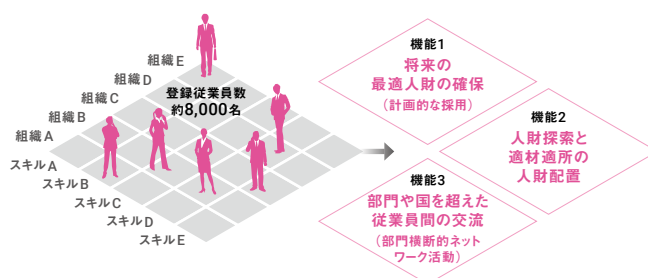 組織E
組織D
組織C
組織B
組織A
スキルA
スキルB
スキルC
スキルD
スキルE
登録従業員数
約8,000名
機能1
将来の
最適人財の確保
(計画的な採用)
機能2
人財探索と
適材適所の
人財配置
機能3
部門や国を超えた
従業員間の交流
(部門横断的ネット
ワーク活動)